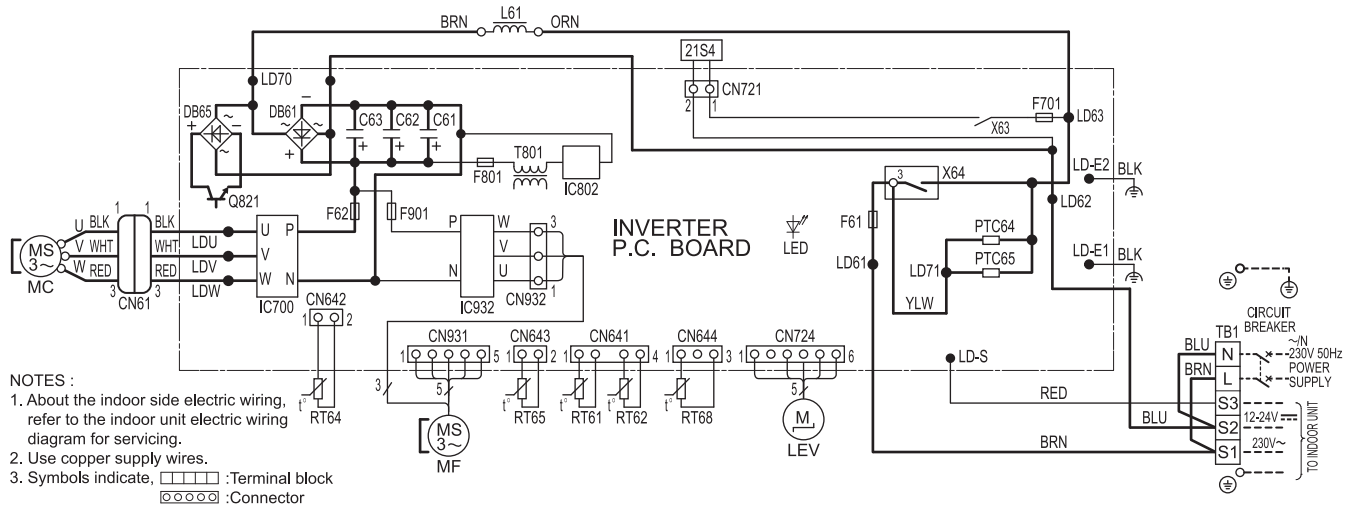 BRN L61 ORN
21S4
LD70
CN721
2 1
F701
X63
LD63
DB65 DB61
+ ~ - ~
~ - ~ +
C63 C62 C61
+ + +
T801
F801
IC802
Q821
F62 F901
INVERTER
P.C. BOARD
LED
3 X64
F61
PTC64
PTC65
LD61
LD71
YLW
LD62
LD-E2 BLK
LD-E1 BLK
MS
3~
MC
U BLK 1 1 BLK LDU U P
V WHT WHT LDV V
W RED 3 3 RED LDW W N
CN61
IC700
P W 3
V
N U 1
IC932 CN932
CN642
1 2
RT64
t°
CN931
1 5
3 5
MS
3~
MF
CN643
1 2
t°
RT65
CN641
1 4
t° t°
RT61 RT62
CN644
1 3
t°
RT68
CN724
1 6
5
M
LEV
LD-S
RED
BLU
BRN
CIRCUIT
BREAKER
TB1
BLU N ~/N
230V 50Hz
BRN L POWER
SUPPLY
S3
S2 12-24V
S1 230V~
TO INDOOR UNIT
NOTES :
1. About the indoor side electric wiring,
refer to the indoor unit electric wiring
diagram for servicing.
2. Use copper supply wires.
3. Symbols indicate, :Terminal block
:Connector